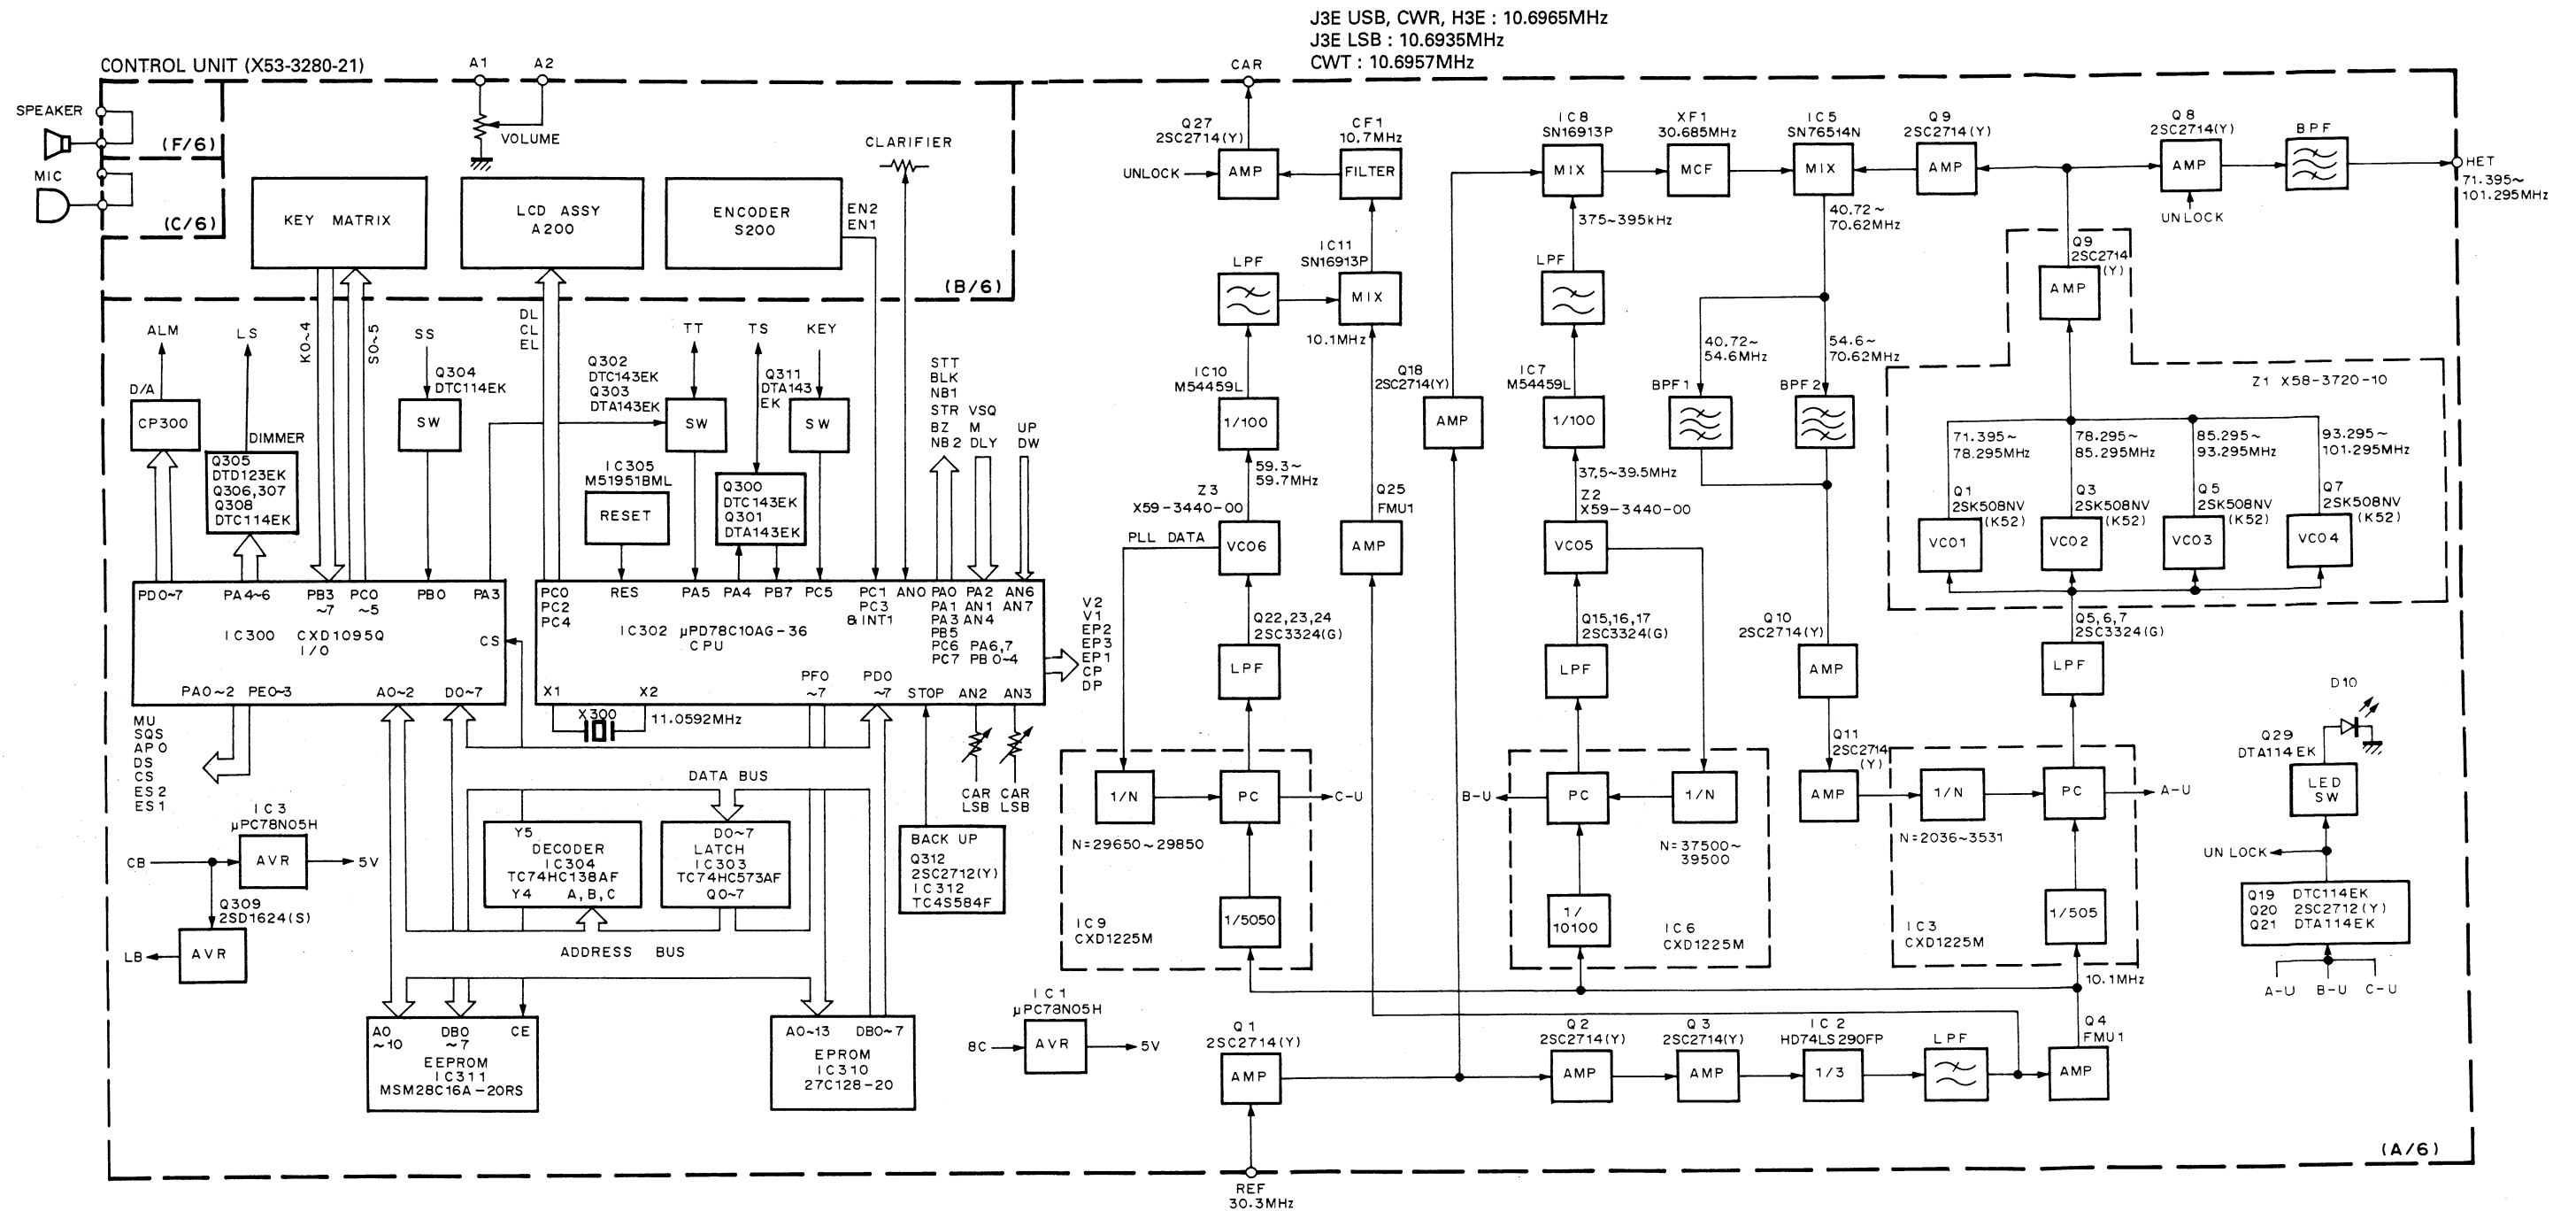 J3E USB, CWR, H3E : 10.6965MHz
J3E LSB : 10.6935MHz
CWT : 10.6957MHz
CONTROL UNIT (X53-3280-21)
A1
A2
CAR
SPEAKER
(F/6)
MIC
(C/6)
VOLUME
CLARIFIER
KEY MATRIX
LCD ASSY
A200
ENCODER
S200
EN2
EN1
(B/6)
ALM
LS
K0~4
S0~5
SS
DL
CL
EL
TT
TS
KEY
D/A
CP300
DIMMER
Q305
DTD123EK
Q306,307
Q308
DTC114EK
Q304
DTC114EK
SW
Q302
DTC143EK
Q303
DTA143EK
SW
Q311
DTA143
EK
SW
IC305
M51951BML
RESET
Q300
DTC143EK
Q301
DTA143EK
STT
BLK
NB1
STR
BZ
NB2
VSQ
M
DLY
UP
DW
PD0~7
PA4~6
PB3
~7
PC0
~5
PB0
PA3
IC300 CXD1095Q
I/O
CS
PA0~2
PE0~3
A0~2
D0~7
PC0
PC2
PC4
RES
PA5
PA4
PB7
PC5
PC1
PC3
&INT1
AN0
PA0
PA1
PA3
PB5
PC6
PC7
PA2
AN1
AN4
PA6,7
PB0~4
AN6
AN7
IC302 µPD78C10AG-36
CPU
X1
X2
PF0
~7
PD0
~7
STOP
AN2
AN3
V2
V1
EP2
EP3
EP1
CP
DP
X300
11.0592MHz
MU
SQS
APO
DS
CS
ES2
ES1
DATA BUS
CAR
LSB
CAR
LSB
IC3
µPC78N05H
CB
AVR
5V
Q309
2SD1624(S)
LB
AVR
Y5
DECODER
IC304
TC74HC138AF
Y4 A,B,C
D0~7
LATCH
IC303
TC74HC573AF
Q0~7
BACK UP
Q312
2SC2712(Y)
IC312
TC4S584F
ADDRESS BUS
A0
~10
DB0
~7
CE
EEPROM
IC311
MSM28C16A-20RS
A0~13
DB0~7
EPROM
IC310
27C128-20
IC1
µPC78N05H
8C
AVR
5V
Q27
2SC2714(Y)
UNLOCK
AMP
CF1
10.7MHz
FILTER
LPF
IC11
SN16913P
MIX
10.1MHz
IC10
M54459L
1/100
59.3~
59.7MHz
Z3
X59-3440-00
PLL DATA
VCO6
Q25
FMU1
AMP
Q22,23,24
2SC3324(G)
LPF
1/N
PC
C-U
N=29650~29850
1/5050
IC9
CXD1225M
IC8
SN16913P
MIX
XF1
30.685MHz
MCF
IC5
SN76514N
MIX
Q9
2SC2714(Y)
AMP
Q8
2SC2714(Y)
AMP
UNLOCK
BPF
HET
71.395~
101.295MHz
375~395kHz
LPF
40.72~
70.62MHz
Q18
2SC2714(Y)
AMP
IC7
M54459L
1/100
37.5~39.5MHz
Z2
X59-3440-00
VCO5
40.72~
54.6MHz
BPF1
54.6~
70.62MHz
BPF2
Q9
2SC2714
(Y)
AMP
Z1 X58-3720-10
71.395~
78.295MHz
78.295~
85.295MHz
85.295~
93.295MHz
93.295~
101.295MHz
Q1
2SK508NV
(K52)
VCO1
Q3
2SK508NV
(K52)
VCO2
Q5
2SK508NV
(K52)
VCO3
Q7
2SK508NV
(K52)
VCO4
Q15,16,17
2SC3324(G)
LPF
Q10
2SC2714(Y)
AMP
Q5,6,7
2SC3324(G)
LPF
B-U
PC
1/N
N=37500~
39500
1/
10100
IC6
CXD1225M
Q11
2SC2714
(Y)
AMP
1/N
PC
A-U
N=2036~3531
1/505
IC3
CXD1225M
10.1MHz
D10
Q29
DTA114EK
LED
SW
UNLOCK
Q19 DTC114EK
Q20 2SC2712(Y)
Q21 DTA114EK
A-U
B-U
C-U
Q1
2SC2714(Y)
AMP
Q2
2SC2714(Y)
AMP
Q3
2SC2714(Y)
AMP
IC2
HD74LS290FP
1/3
LPF
Q4
FMU1
AMP
(A/6)
REF
30.3MHz